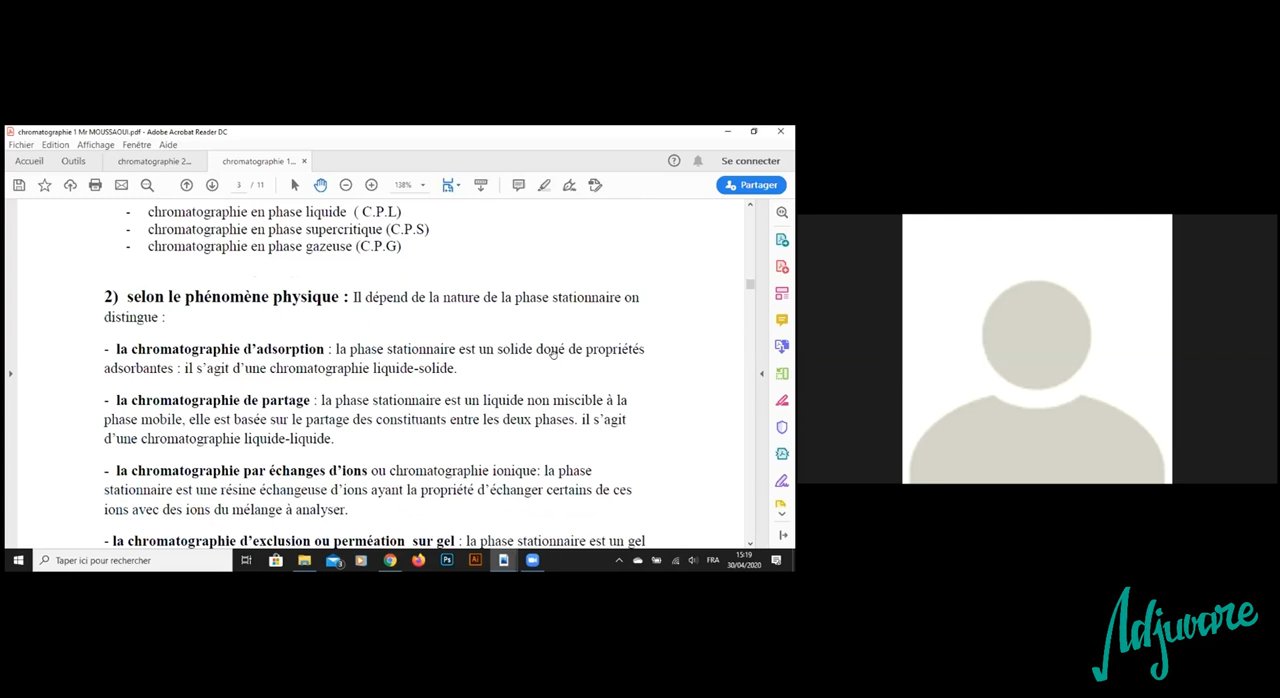 chromatographie 1 Mr MOUSSAOUI.pdf - Adobe Acrobat Reader DC
Fichier Edition Affichage Fenêtre Aide
Accueil Outils chromatographie 2... chromatographie 1... Se connecter
3 / 11 138% Partager
- chromatographie en phase liquide ( C.P.L)
- chromatographie en phase supercritique (C.P.S)
- chromatographie en phase gazeuse (C.P.G)
2) selon le phénomène physique : Il dépend de la nature de la phase stationnaire on
distingue :
- la chromatographie d’adsorption : la phase stationnaire est un solide doué de propriétés
adsorbantes : il s’agit d’une chromatographie liquide-solide.
- la chromatographie de partage : la phase stationnaire est un liquide non miscible à la
phase mobile, elle est basée sur le partage des constituants entre les deux phases. il s’agit
d’une chromatographie liquide-liquide.
- la chromatographie par échanges d’ions ou chromatographie ionique: la phase
stationnaire est une résine échangeuse d’ions ayant la propriété d’échanger certains de ces
ions avec des ions du mélange à analyser.
- la chromatographie d’exclusion ou perméation sur gel : la phase stationnaire est un gel
Taper ici pour rechercher
3
Ps
Ai
FRA
15:19
30/04/2020
Adjuvare